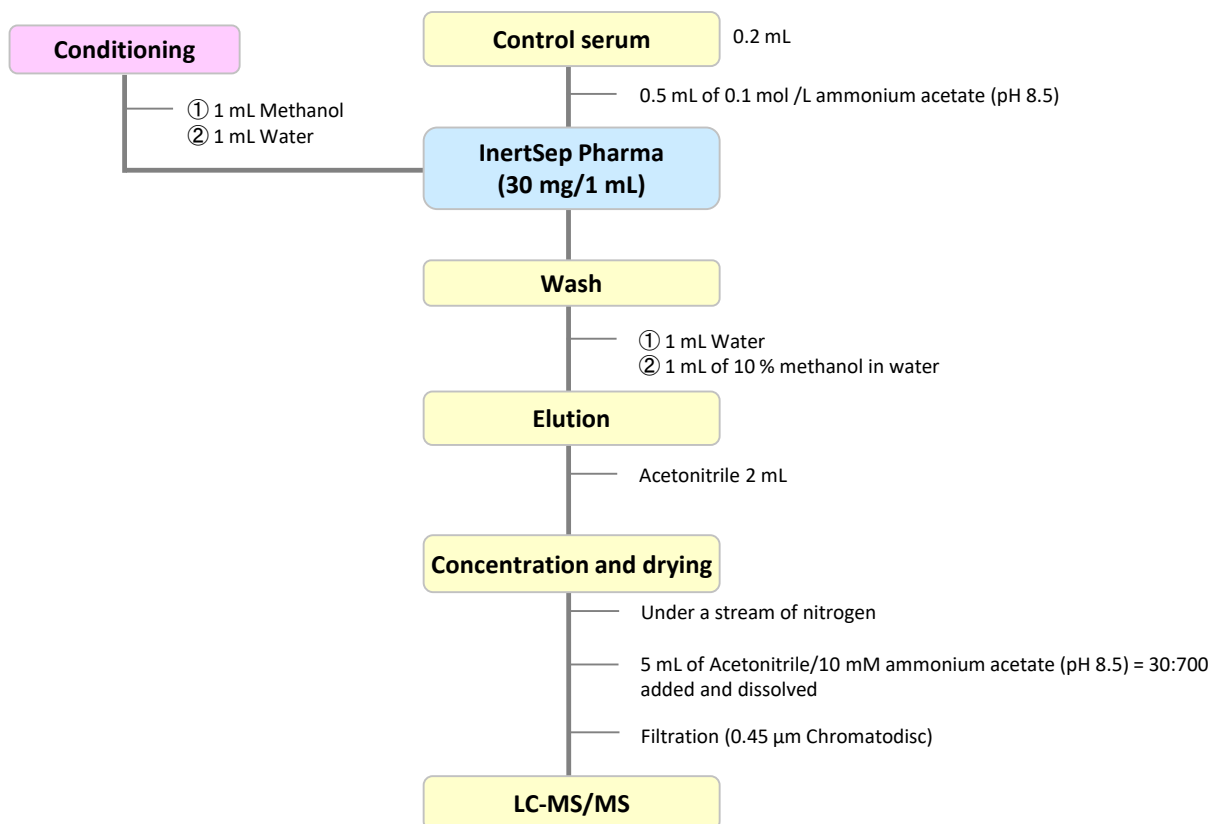 Conditioning
① 1 mL Methanol
② 1 mL Water
Control serum
0.2 mL
0.5 mL of 0.1 mol /L ammonium acetate (pH 8.5)
InertSep Pharma
(30 mg/1 mL)
Wash
① 1 mL Water
② 1 mL of 10 % methanol in water
Elution
Acetonitrile 2 mL
Concentration and drying
Under a stream of nitrogen
5 mL of Acetonitrile/10 mM ammonium acetate (pH 8.5) = 30:700
added and dissolved
Filtration (0.45 μm Chromatodisc)
LC-MS/MS